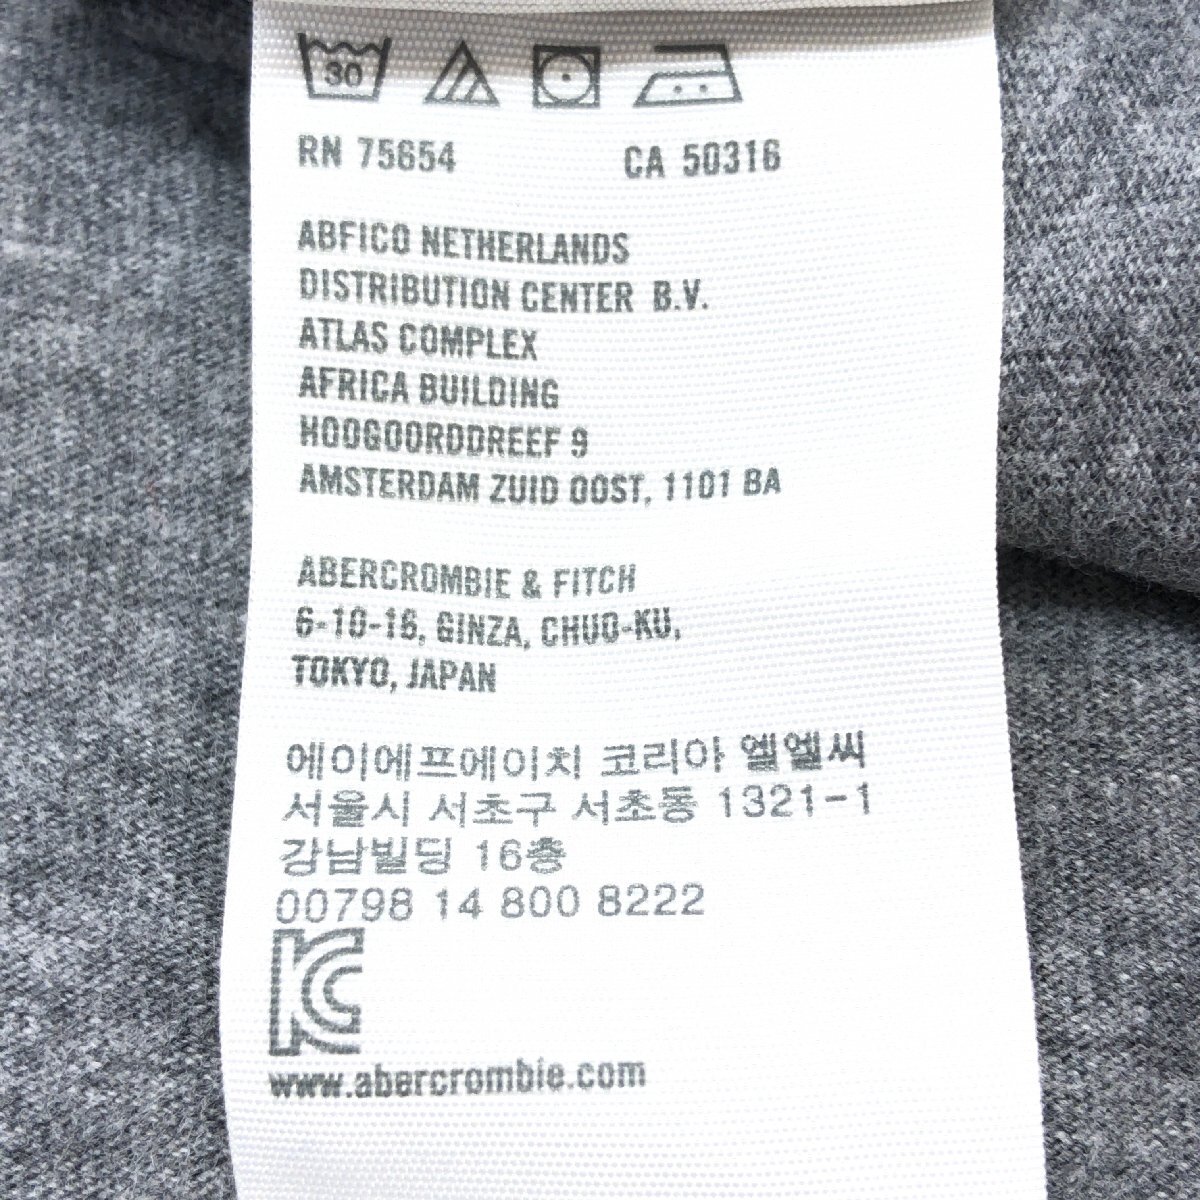 30
RN 75654 CA 50316
ABFICO NETHERLANDS
DISTRIBUTION CENTER B.V.
ATLAS COMPLEX
AFRICA BUILDING
HOOGOORDDREEF 9
AMSTERDAM ZUID OOST, 1101 BA
ABERCROMBIE & FITCH
6-10-16, GINZA, CHUO-KU,
TOKYO, JAPAN
에이에프에이치 코리아 엘엘씨
서울시 서초구 서초동 1321-1
강남빌딩 16층
00798 14 800 8222
KC
www.abercrombie.com